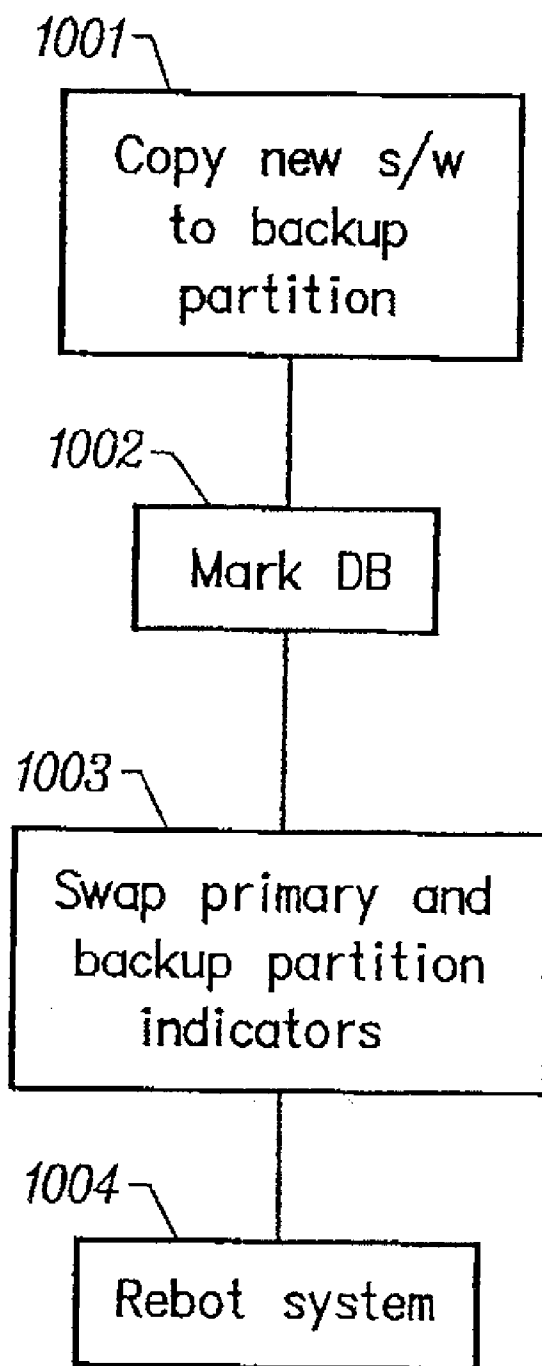 1001
Copy new s/w
to backup
partition
1002
Mark DB
1003
Swap primary and
backup partition
indicators
1004
Rebot system